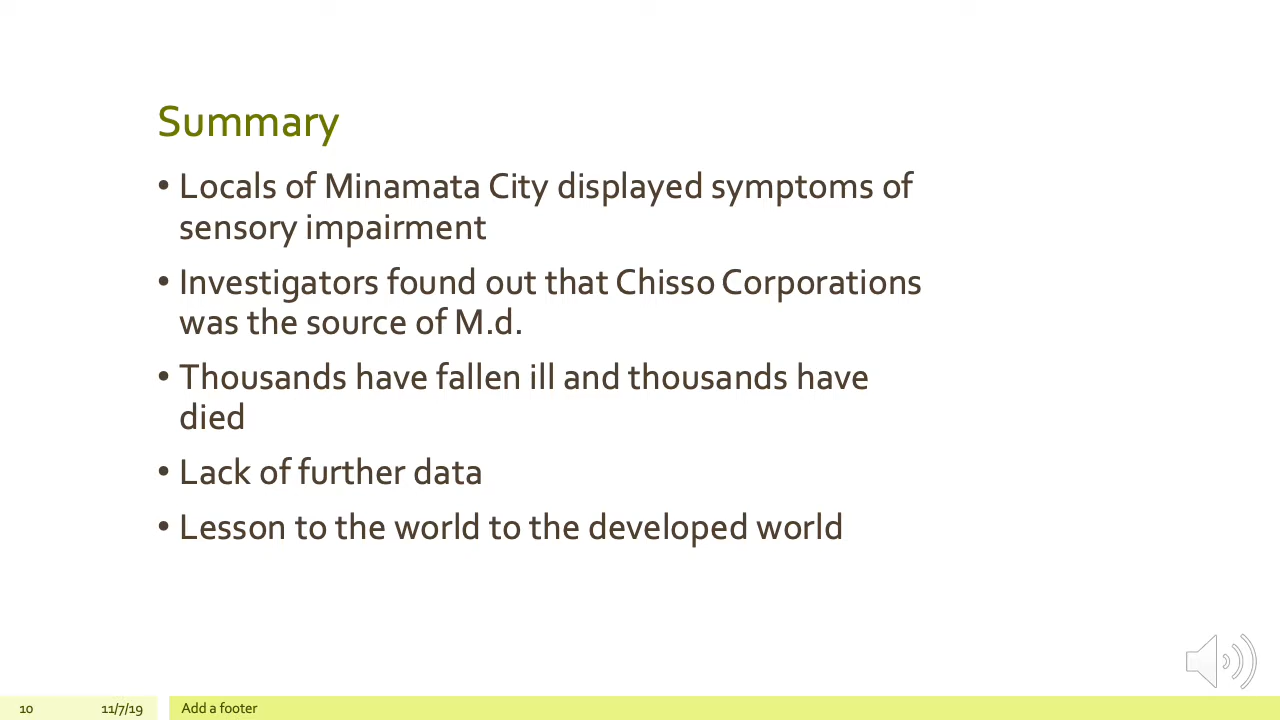 Summary
• Locals of Minamata City displayed symptoms of
sensory impairment
• Investigators found out that Chisso Corporations
was the source of M.d.
• Thousands have fallen ill and thousands have
died
• Lack of further data
• Lesson to the world to the developed world
10 11/7/19 Add a footer